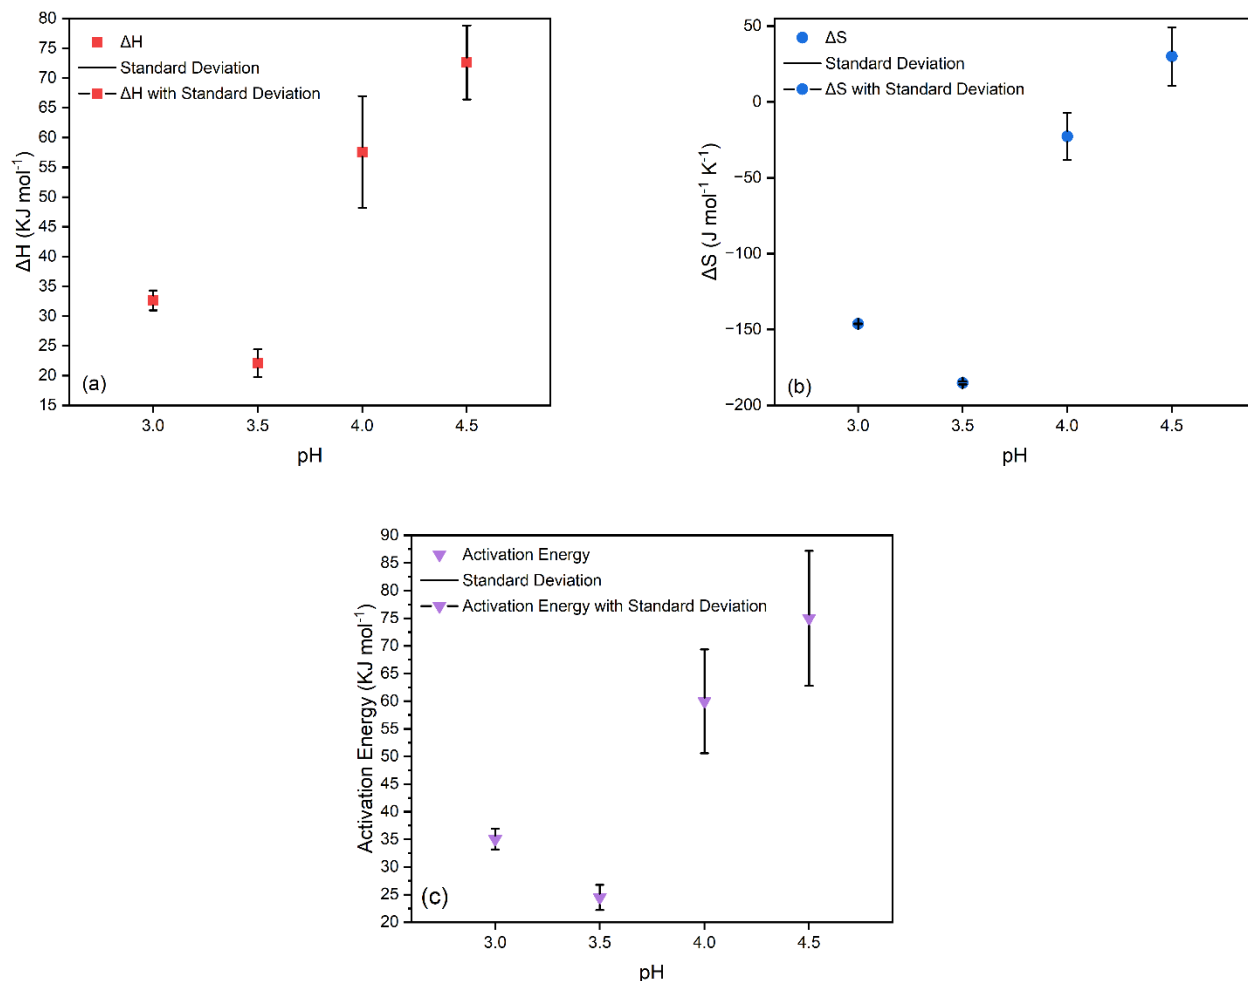 80
75
70
65
60
55
50
45
40
35
30
25
20
15
ΔH (KJ mol⁻¹)
ΔH
Standard Deviation
ΔH with Standard Deviation
(a)
3.0 3.5 4.0 4.5
pH
50
0
−50
−100
−150
−200
ΔS (J mol⁻¹ K⁻¹)
ΔS
Standard Deviation
ΔS with Standard Deviation
(b)
3.0 3.5 4.0 4.5
pH
90
85
80
75
70
65
60
55
50
45
40
35
30
25
20
Activation Energy (KJ mol⁻¹)
Activation Energy
Standard Deviation
Activation Energy with Standard Deviation
(c)
3.0 3.5 4.0 4.5
pH